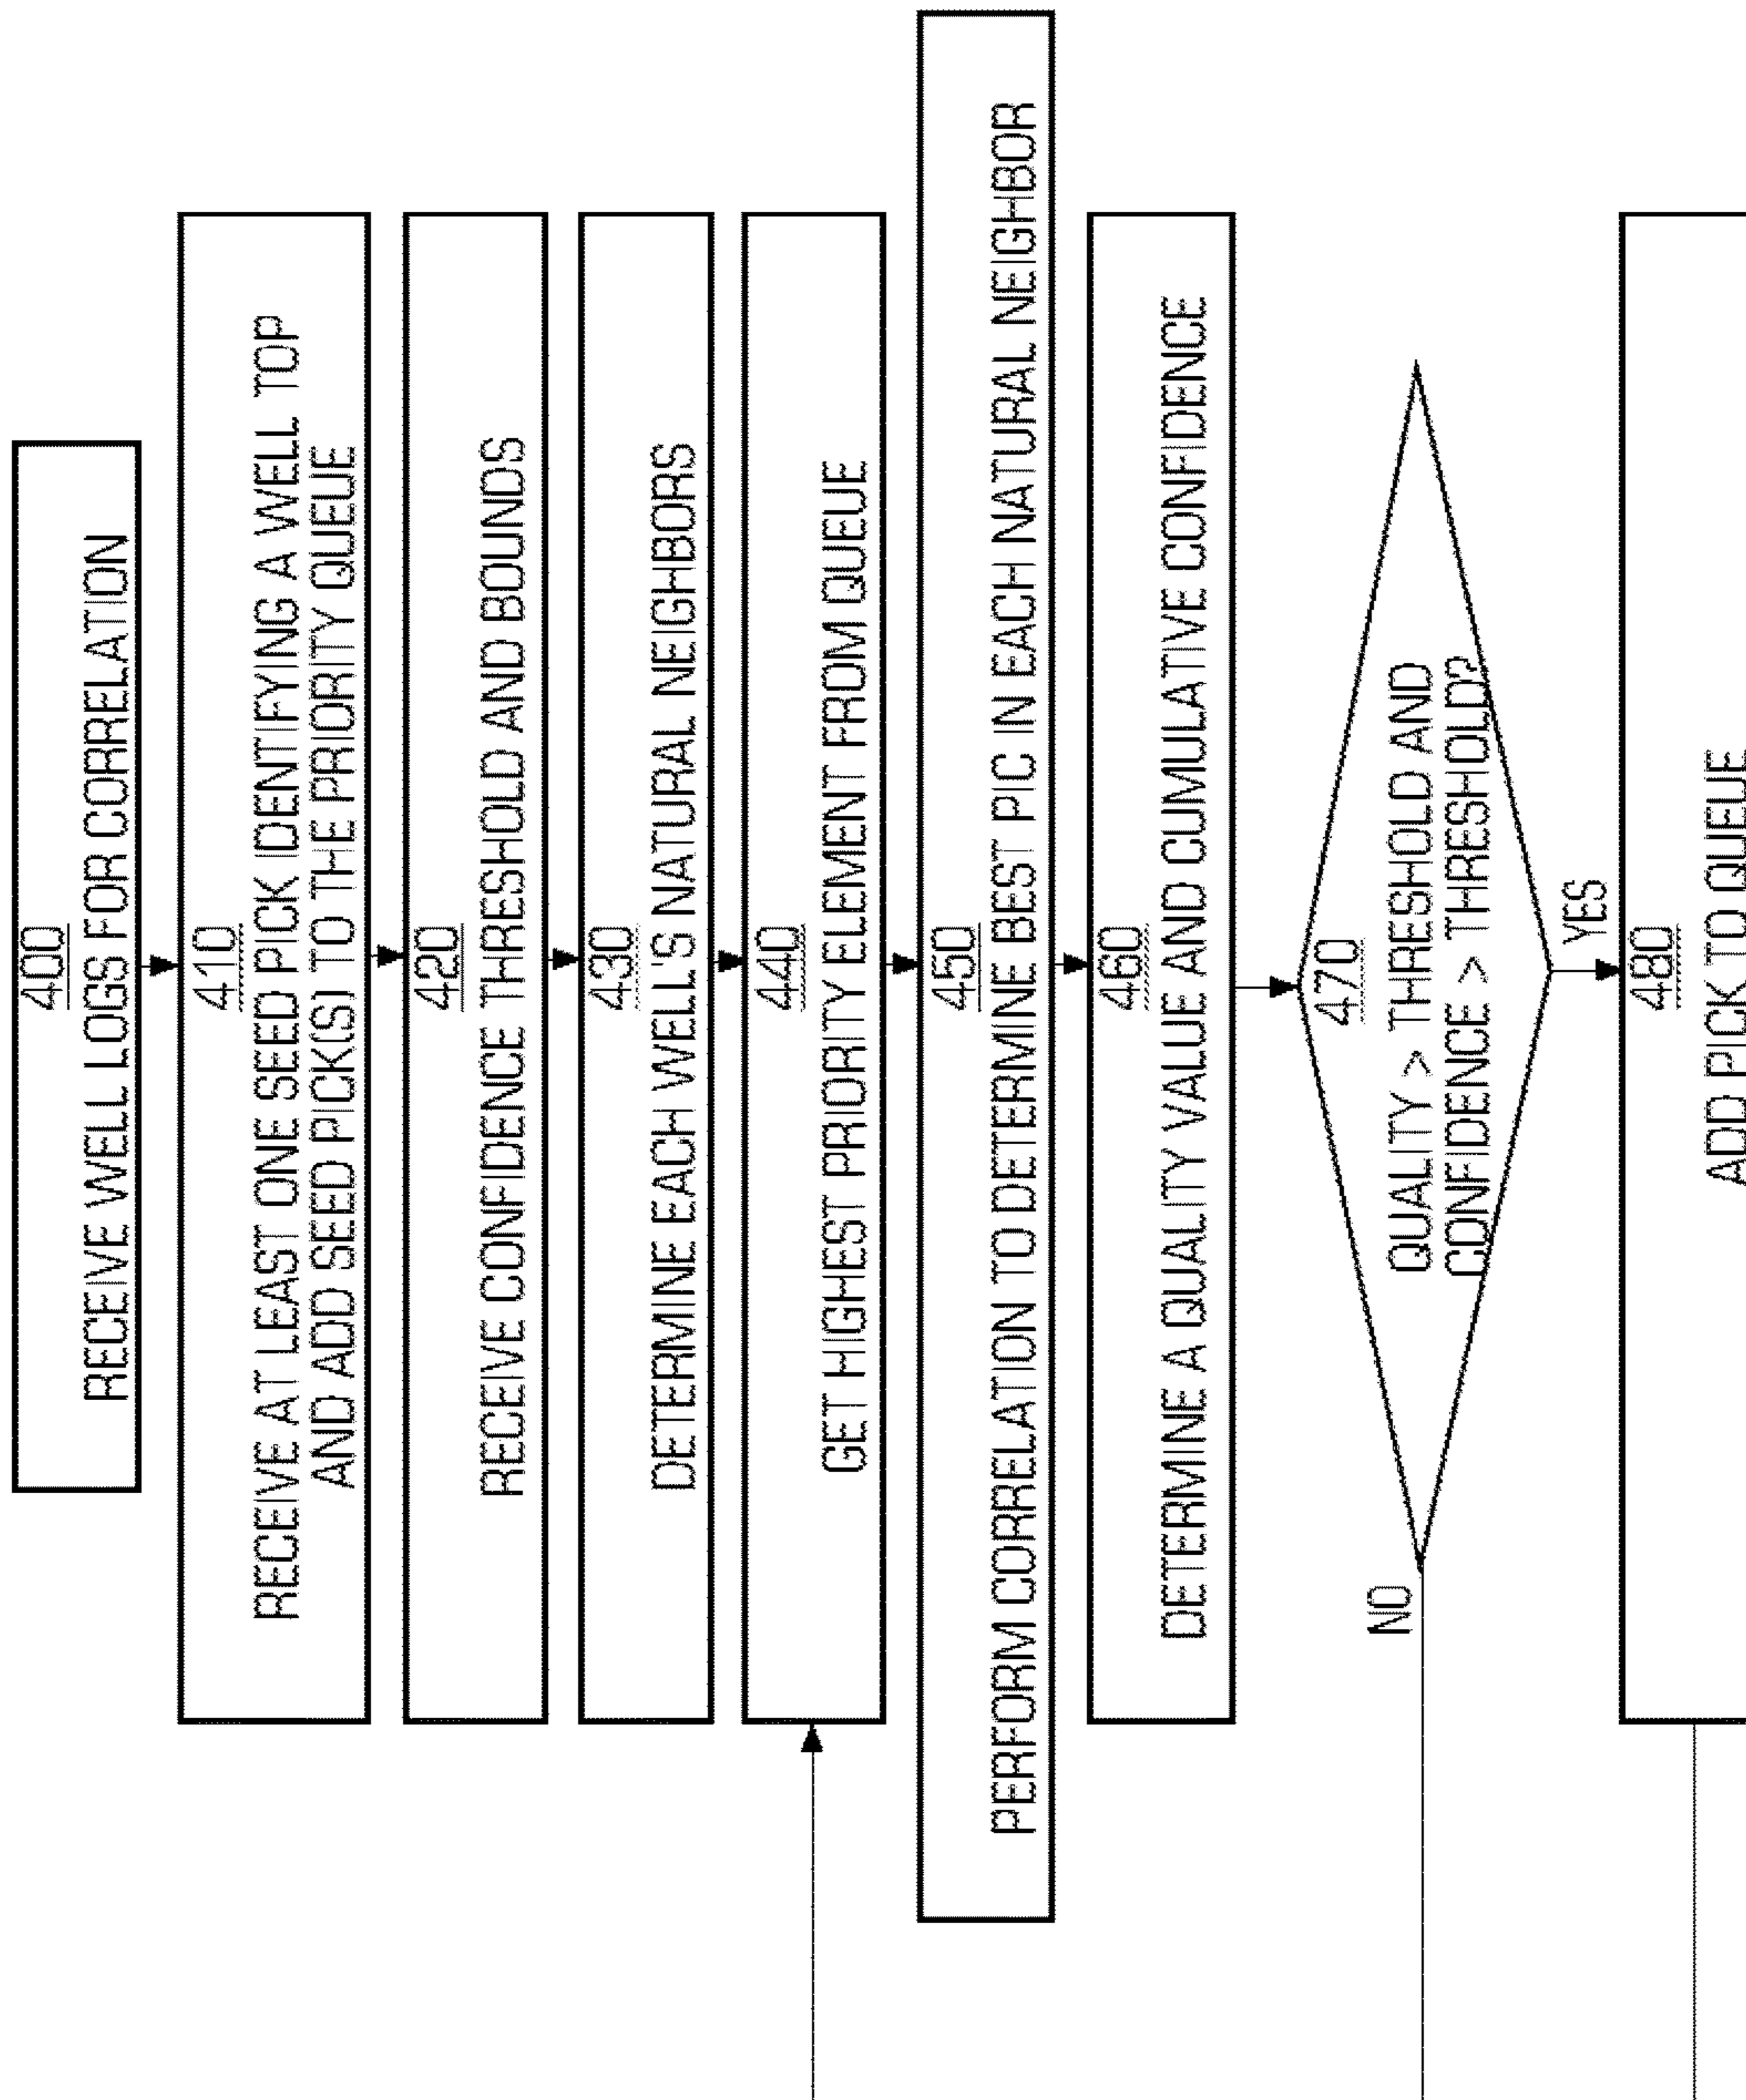 400
RECEIVE WELL LOGS FOR CORRELATION
410
RECEIVE AT LEAST ONE SEED PICK IDENTIFYING A WELL TOP
AND ADD SEED PICK(S) TO THE PRIORITY QUEUE
420
RECEIVE CONFIDENCE THRESHOLD AND BOUNDS
430
DETERMINE EACH WELL'S NATURAL NEIGHBORS
440
GET HIGHEST PRIORITY ELEMENT FROM QUEUE
450
PERFORM CORRELATION TO DETERMINE BEST PIC IN EACH NATURAL NEIGHBOR
460
DETERMINE A QUALITY VALUE AND CUMULATIVE CONFIDENCE
470
QUALITY > THRESHOLD AND
CONFIDENCE > THRESHOLD?
NO
YES
480
ADD PICK TO QUEUE